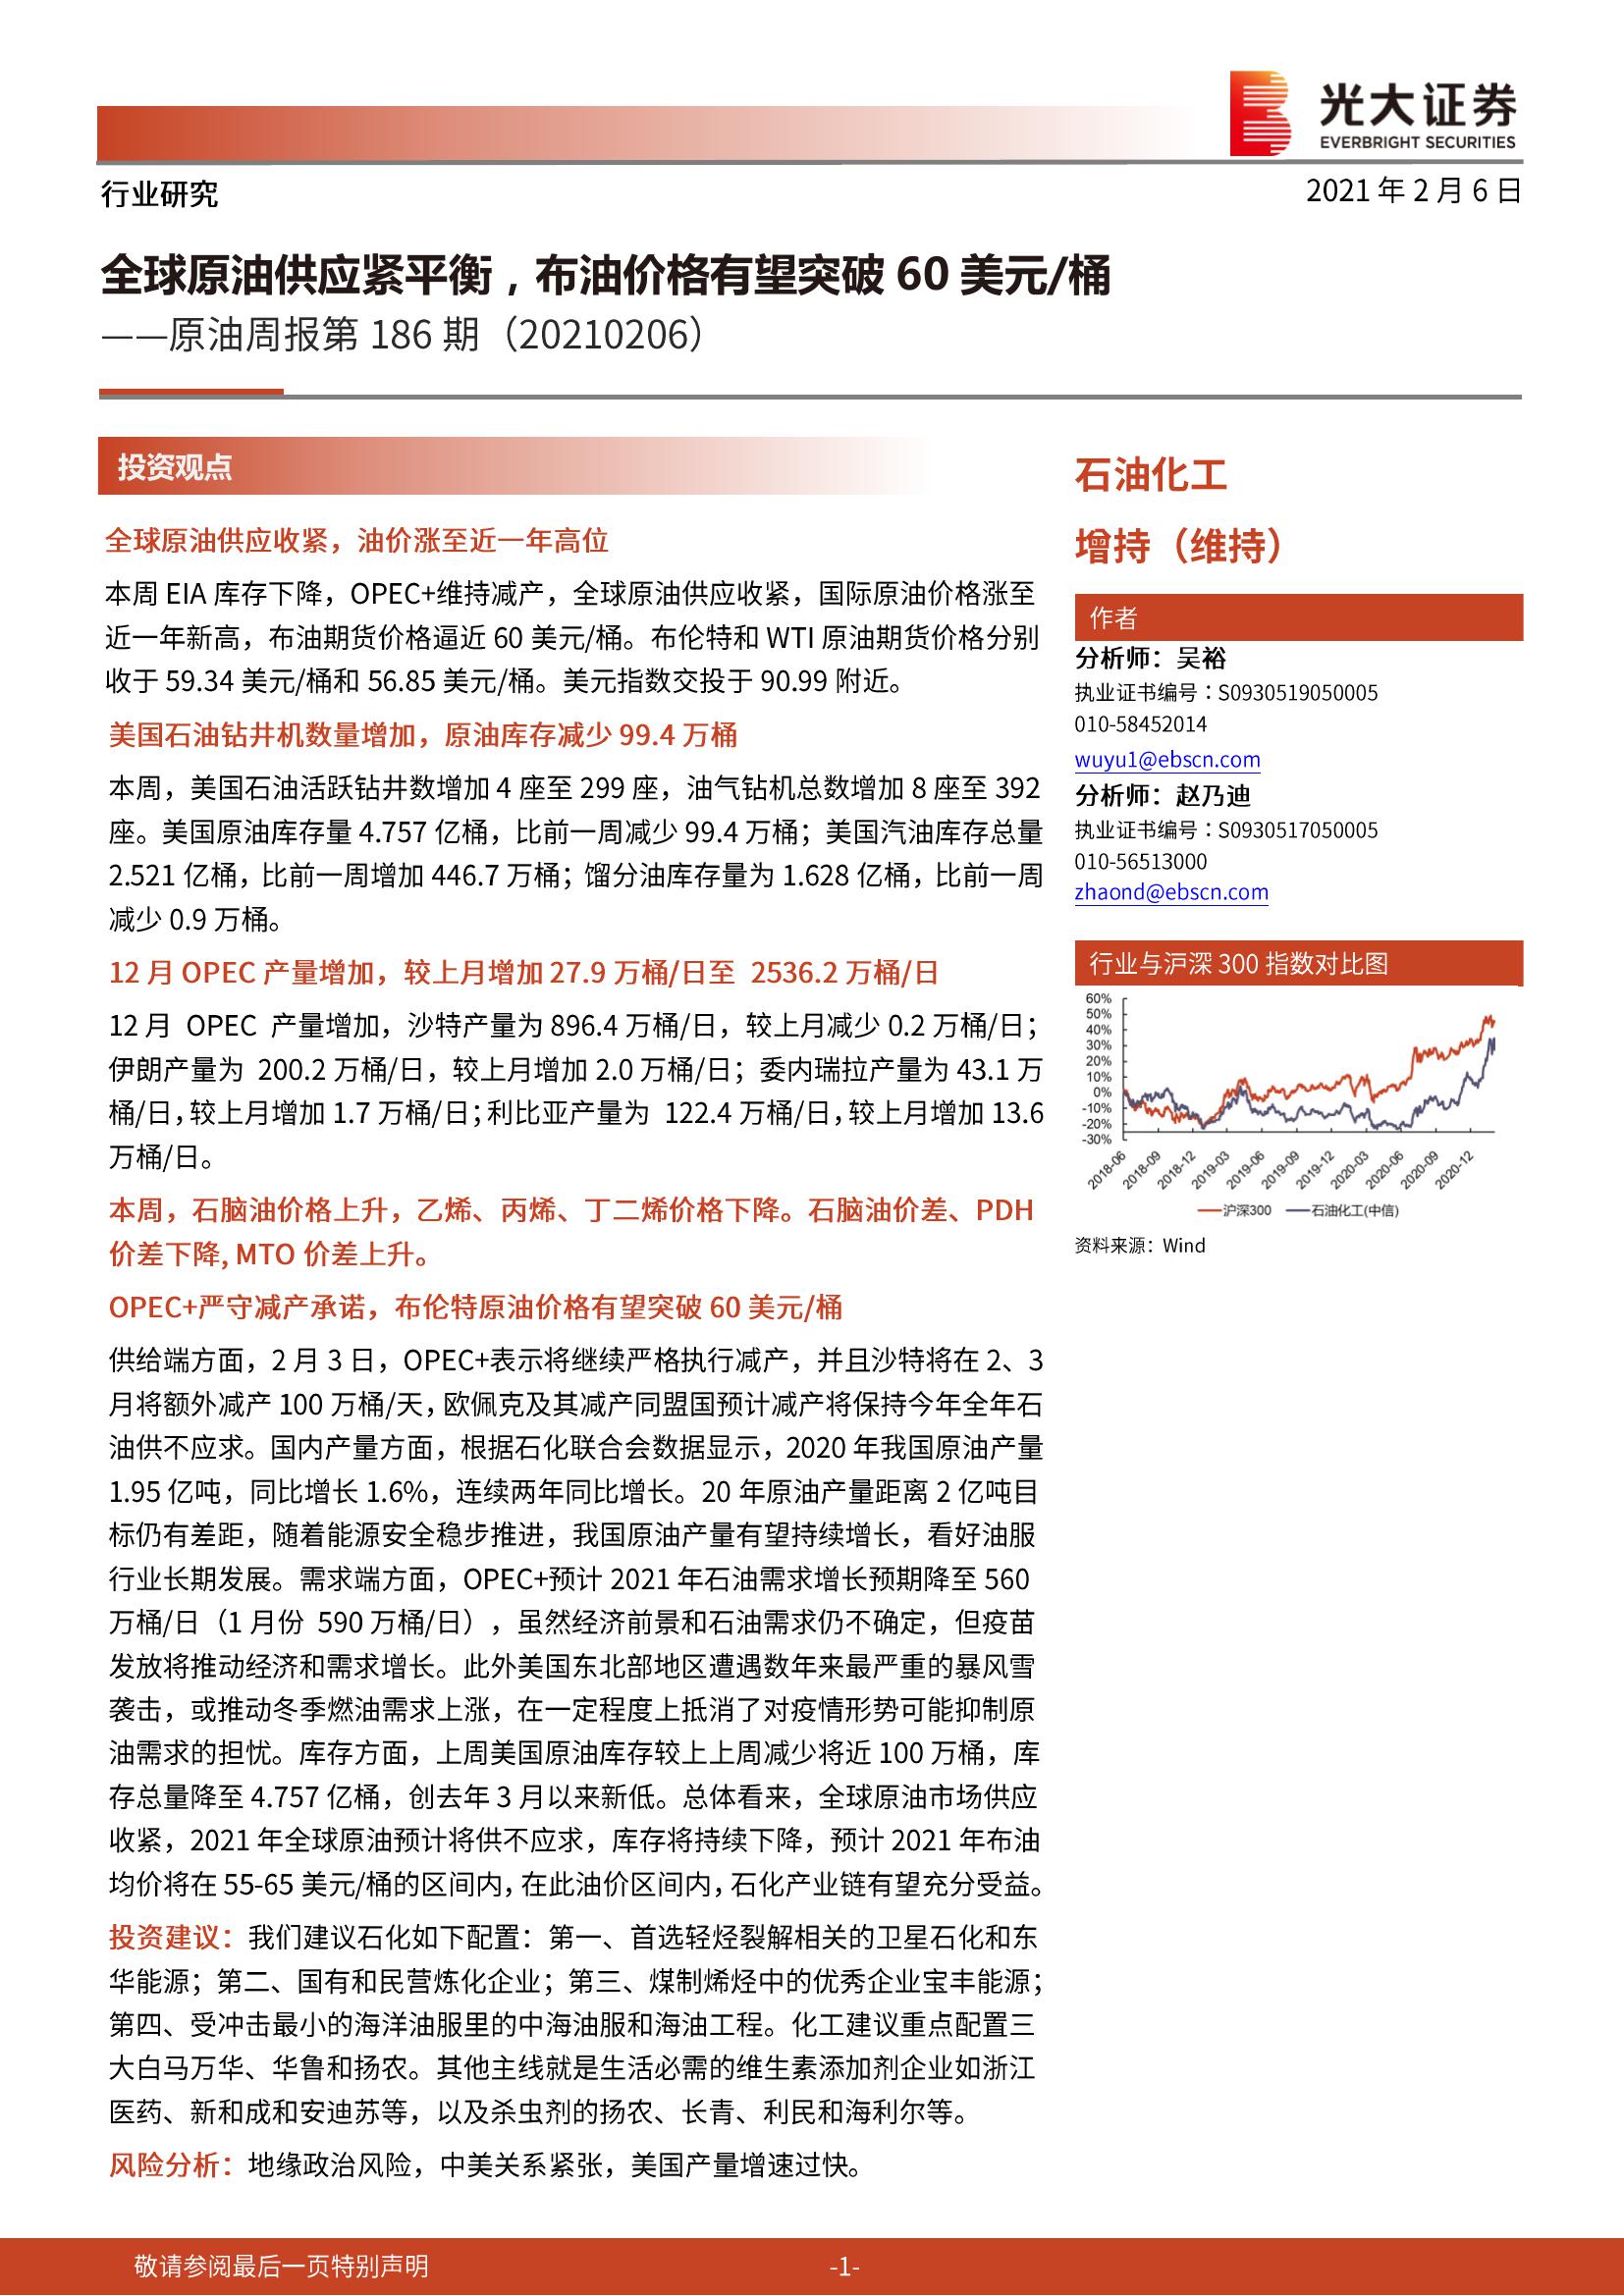 光大证券
EVERBRIGHT SECURITIES
行业研究
2021 年 2 月 6 日
全球原油供应紧平衡，布油价格有望突破 60 美元/桶
——原油周报第 186 期（20210206）
投资观点
全球原油供应收紧，油价涨至近一年高位
本周 EIA 库存下降，OPEC+维持减产，全球原油供应收紧，国际原油价格涨至
近一年新高，布油期货价格逼近 60 美元/桶。布伦特和 WTI 原油期货价格分别
收于 59.34 美元/桶和 56.85 美元/桶。美元指数交投于 90.99 附近。
美国石油钻井机数量增加，原油库存减少 99.4 万桶
本周，美国石油活跃钻井数增加 4 座至 299 座，油气钻机总数增加 8 座至 392
座。美国原油库存量 4.757 亿桶，比前一周减少 99.4 万桶；美国汽油库存总量
2.521 亿桶，比前一周增加 446.7 万桶；馏分油库存量为 1.628 亿桶，比前一周
减少 0.9 万桶。
12 月 OPEC 产量增加，较上月增加 27.9 万桶/日至 2536.2 万桶/日
12 月 OPEC 产量增加，沙特产量为 896.4 万桶/日，较上月减少 0.2 万桶/日；
伊朗产量为 200.2 万桶/日，较上月增加 2.0 万桶/日；委内瑞拉产量为 43.1 万
桶/日，较上月增加 1.7 万桶/日；利比亚产量为 122.4 万桶/日，较上月增加 13.6
万桶/日。
本周，石脑油价格上升，乙烯、丙烯、丁二烯价格下降。石脑油价差、PDH
价差下降, MTO 价差上升。
OPEC+严守减产承诺，布伦特原油价格有望突破 60 美元/桶
供给端方面，2 月 3 日，OPEC+表示将继续严格执行减产，并且沙特将在 2、3
月将额外减产 100 万桶/天，欧佩克及其减产同盟国预计减产将保持今年全年石
油供不应求。国内产量方面，根据石化联合会数据显示，2020 年我国原油产量
1.95 亿吨，同比增长 1.6%，连续两年同比增长。20 年原油产量距离 2 亿吨目
标仍有差距，随着能源安全稳步推进，我国原油产量有望持续增长，看好油服
行业长期发展。需求端方面，OPEC+预计 2021 年石油需求增长预期降至 560
万桶/日（1 月份 590 万桶/日），虽然经济前景和石油需求仍不确定，但疫苗
发放将推动经济和需求增长。此外美国东北部地区遭遇数年来最严重的暴风雪
袭击，或推动冬季燃油需求上涨，在一定程度上抵消了对疫情形势可能抑制原
油需求的担忧。库存方面，上周美国原油库存较上上周减少将近 100 万桶，库
存总量降至 4.757 亿桶，创去年 3 月以来新低。总体看来，全球原油市场供应
收紧，2021 年全球原油预计将供不应求，库存将持续下降，预计 2021 年布油
均价将在 55-65 美元/桶的区间内，在此油价区间内，石化产业链有望充分受益。
投资建议：我们建议石化如下配置：第一、首选轻烃裂解相关的卫星石化和东
华能源；第二、国有和民营炼化企业；第三、煤制烯烃中的优秀企业宝丰能源；
第四、受冲击最小的海洋油服里的中海油服和海油工程。化工建议重点配置三
大白马万华、华鲁和扬农。其他主线就是生活必需的维生素添加剂企业如浙江
医药、新和成和安迪苏等，以及杀虫剂的扬农、长青、利民和海利尔等。
风险分析：地缘政治风险，中美关系紧张，美国产量增速过快。
石油化工
增持（维持）
作者
分析师：吴裕
执业证书编号：S0930519050005
010-58452014
wuyu1@ebscn.com
分析师：赵乃迪
执业证书编号：S0930517050005
010-56513000
zhaond@ebscn.com
行业与沪深 300 指数对比图
60%
50%
40%
30%
20%
10%
0%
-10%
-20%
-30%
2018-06
2018-09
2018-12
2019-03
2019-06
2019-09
2019-12
2020-03
2020-06
2020-09
2020-12
沪深300 石油化工(中信)
资料来源：Wind
敬请参阅最后一页特别声明
-1-